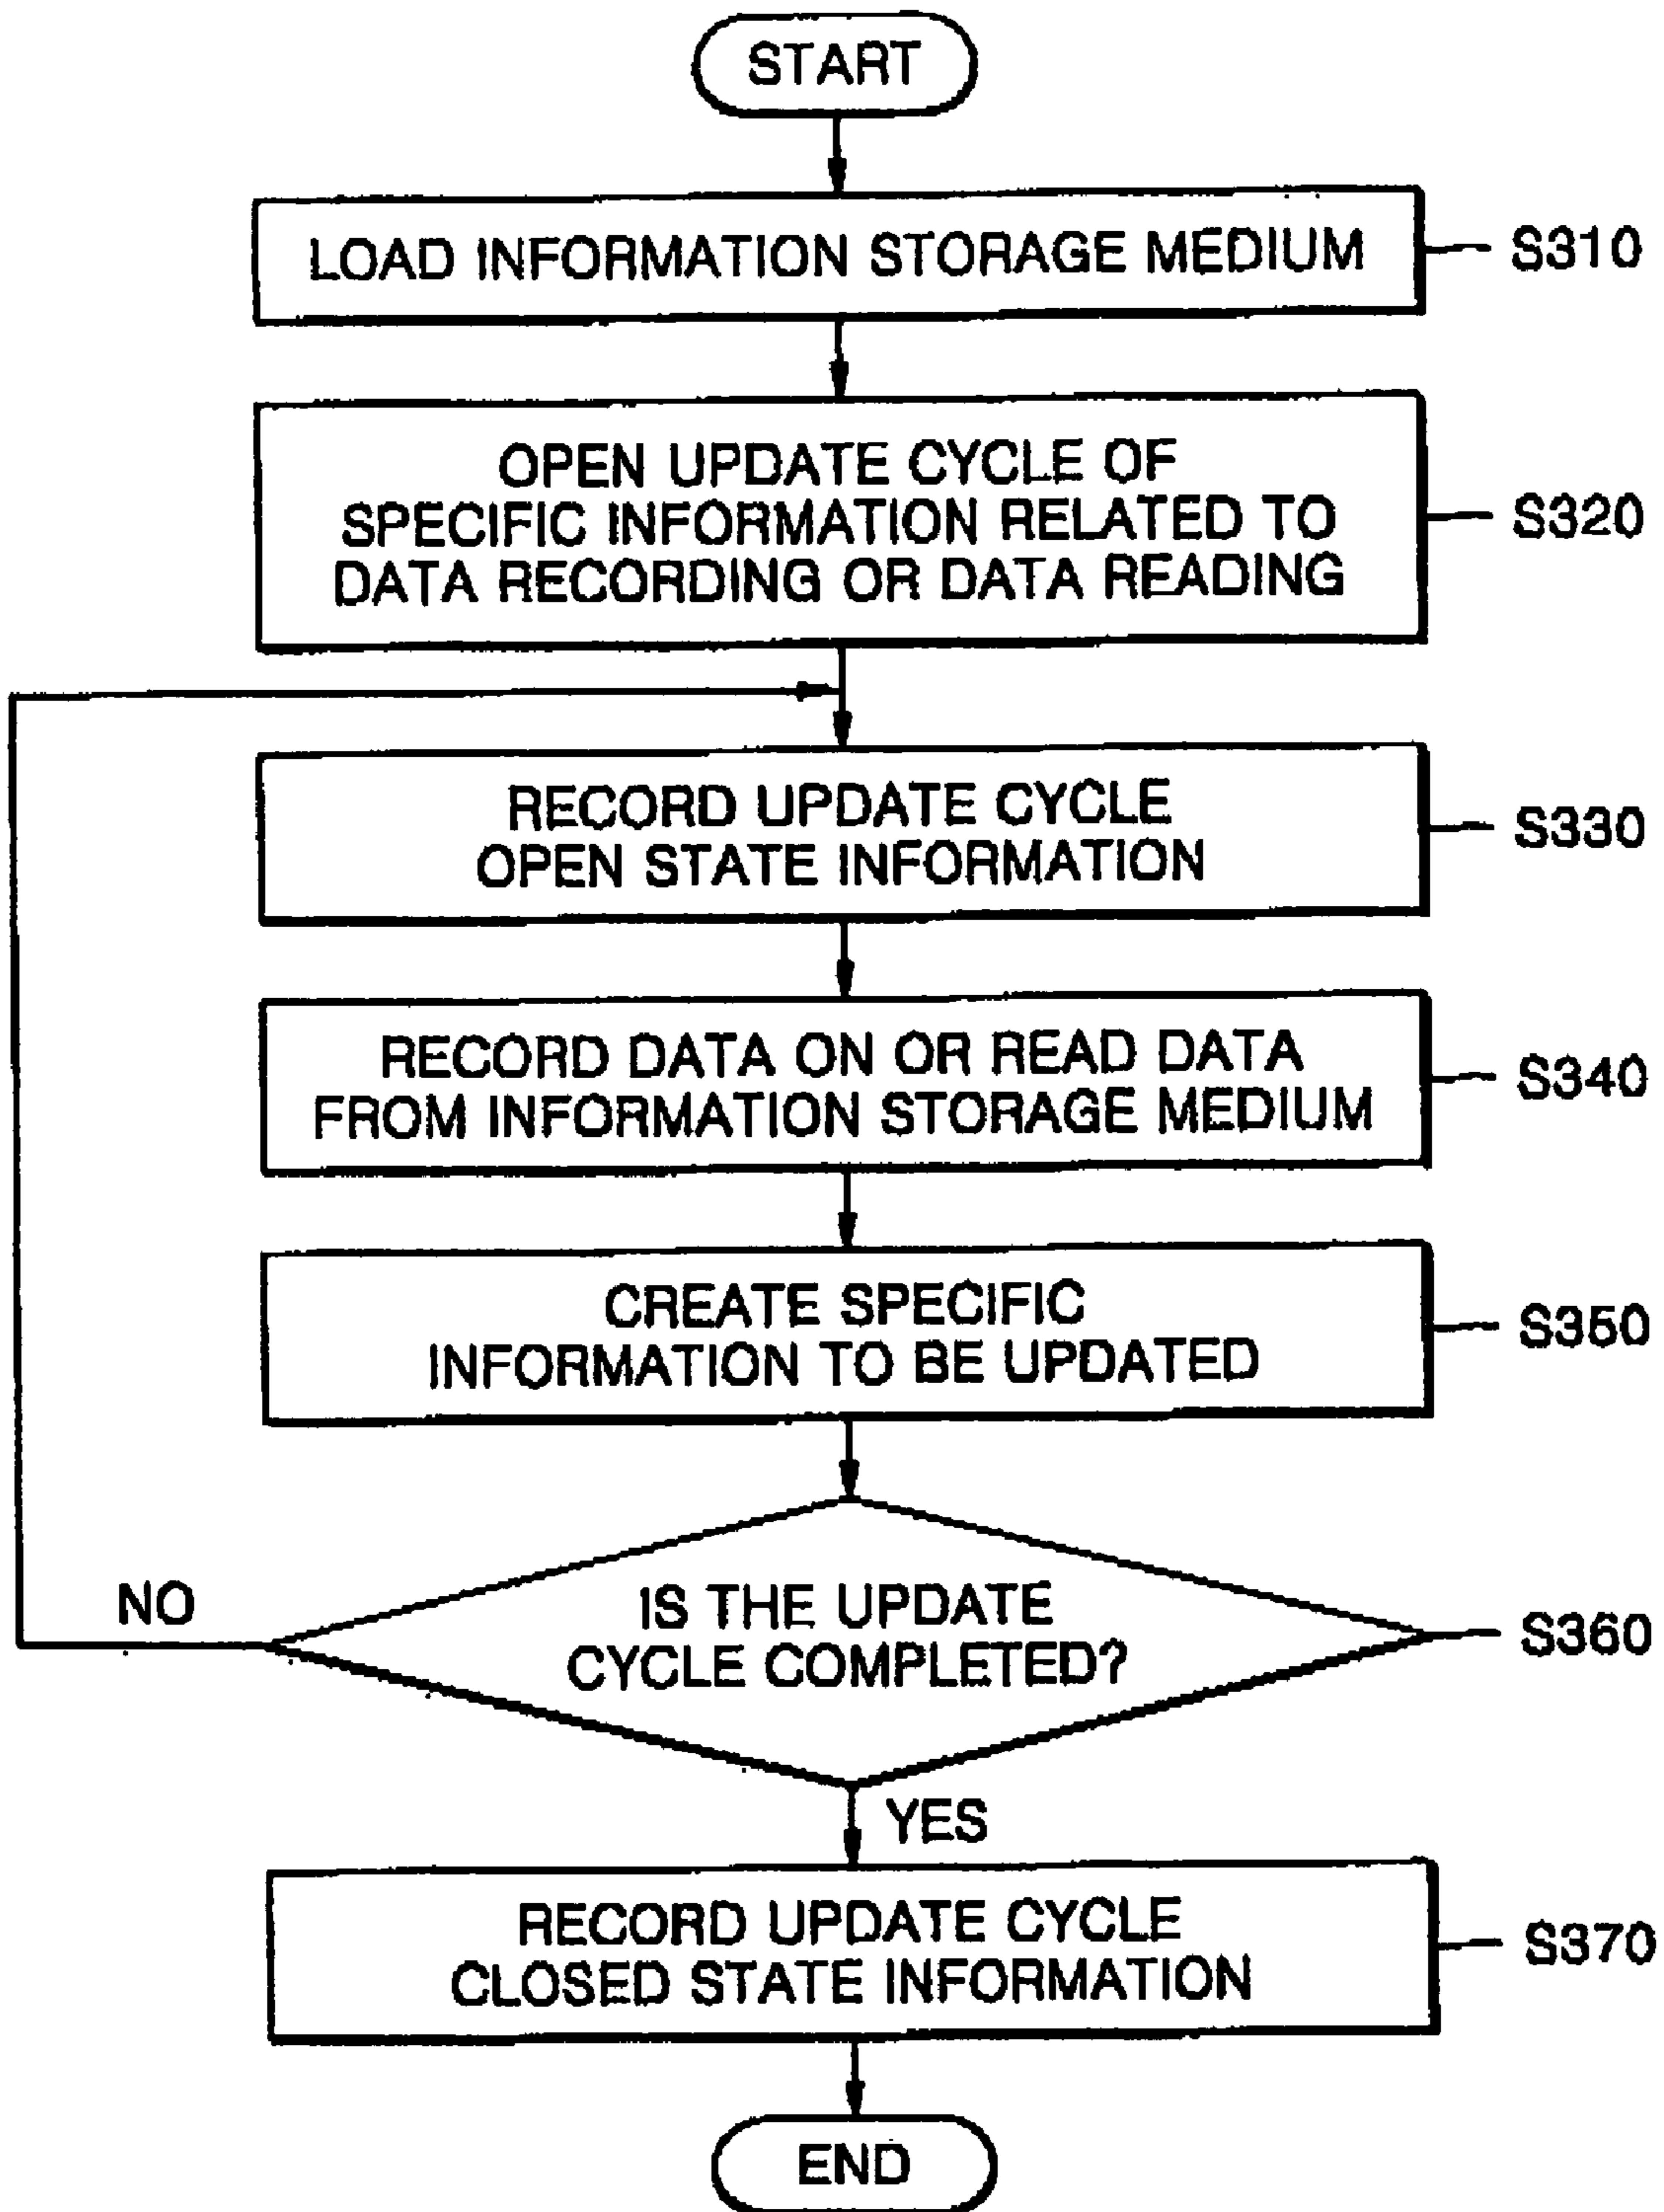 START
LOAD INFORMATION STORAGE MEDIUM
S310
OPEN UPDATE CYCLE OF
SPECIFIC INFORMATION RELATED TO
DATA RECORDING OR DATA READING
S320
RECORD UPDATE CYCLE
OPEN STATE INFORMATION
S330
RECORD DATA ON OR READ DATA
FROM INFORMATION STORAGE MEDIUM
S340
CREATE SPECIFIC
INFORMATION TO BE UPDATED
S350
NO
IS THE UPDATE
CYCLE COMPLETED?
S360
YES
RECORD UPDATE CYCLE
CLOSED STATE INFORMATION
S370
END